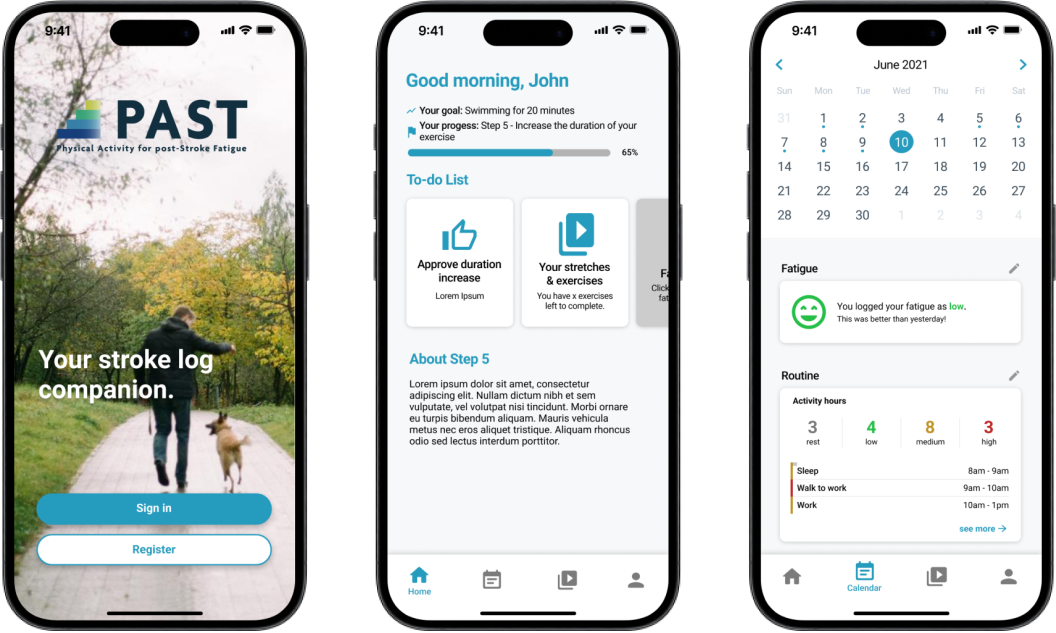 9:41
PAST
Physical Activity for post-Stroke Fatigue
Your stroke log
companion.
Sign in
Register
9:41
Good morning, John
Your goal: Swimming for 20 minutes
Your progess: Step 5 - Increase the duration of your
exercise
65%
To-do List
Approve duration
increase
Lorem Ipsum
Your stretches
& exercises
You have x exercises
left to complete.
About Step 5
Lorem ipsum dolor sit amet, consectetur
adipiscing elit. Nullam dictum nibh et sem
vulputate, vel volutpat nisi tincidunt. Morbi ornare
eu turpis bibendum aliquam. Mauris vehicula
metus nec eros aliquet tristique. Aliquam rhoncus
odio sed lectus interdum porttitor.
Home
9:41
June 2021
Sun Mon Tue Wed Thu Fri Sat
31 1 2 3 4 5 6
7 8 9 10 11 12 13
14 15 16 17 18 19 20
21 22 23 24 25 26 27
28 29 30 1 2 3 4
Fatigue
You logged your fatigue as low.
This was better than yesterday!
Routine
Activity hours
3 4 8 3
rest low medium high
Sleep 8am - 9am
Walk to work 9am - 10am
Work 10am - 1pm
see more
Calendar